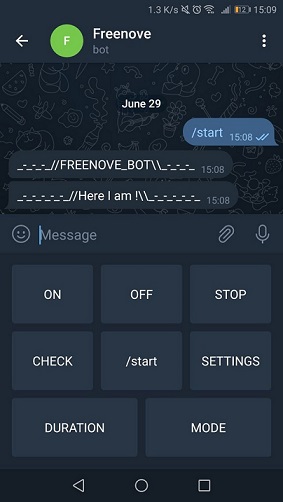 1.3 K/s 12 15:09
F Freenove
bot
June 29
/start 15:08
_-_-_-_//FREENOVE_BOT\\_-_-_-_ 15:08
_-_-_-_-_-_//Here I am !\\_-_-_-_-_-_ 15:08
Message
ON OFF STOP
CHECK /start SETTINGS
DURATION MODE